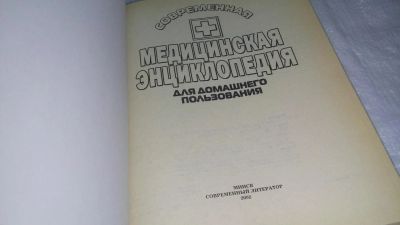 СОВРЕМЕННАЯ
МЕДИЦИНСКАЯ
ЭНЦИКЛОПЕДИЯ
ДЛЯ ДОМАШНЕГО
ПОЛЬЗОВАНИЯ
МИНСК
СОВРЕМЕННЫЙ ЛИТЕРАТОР
2002